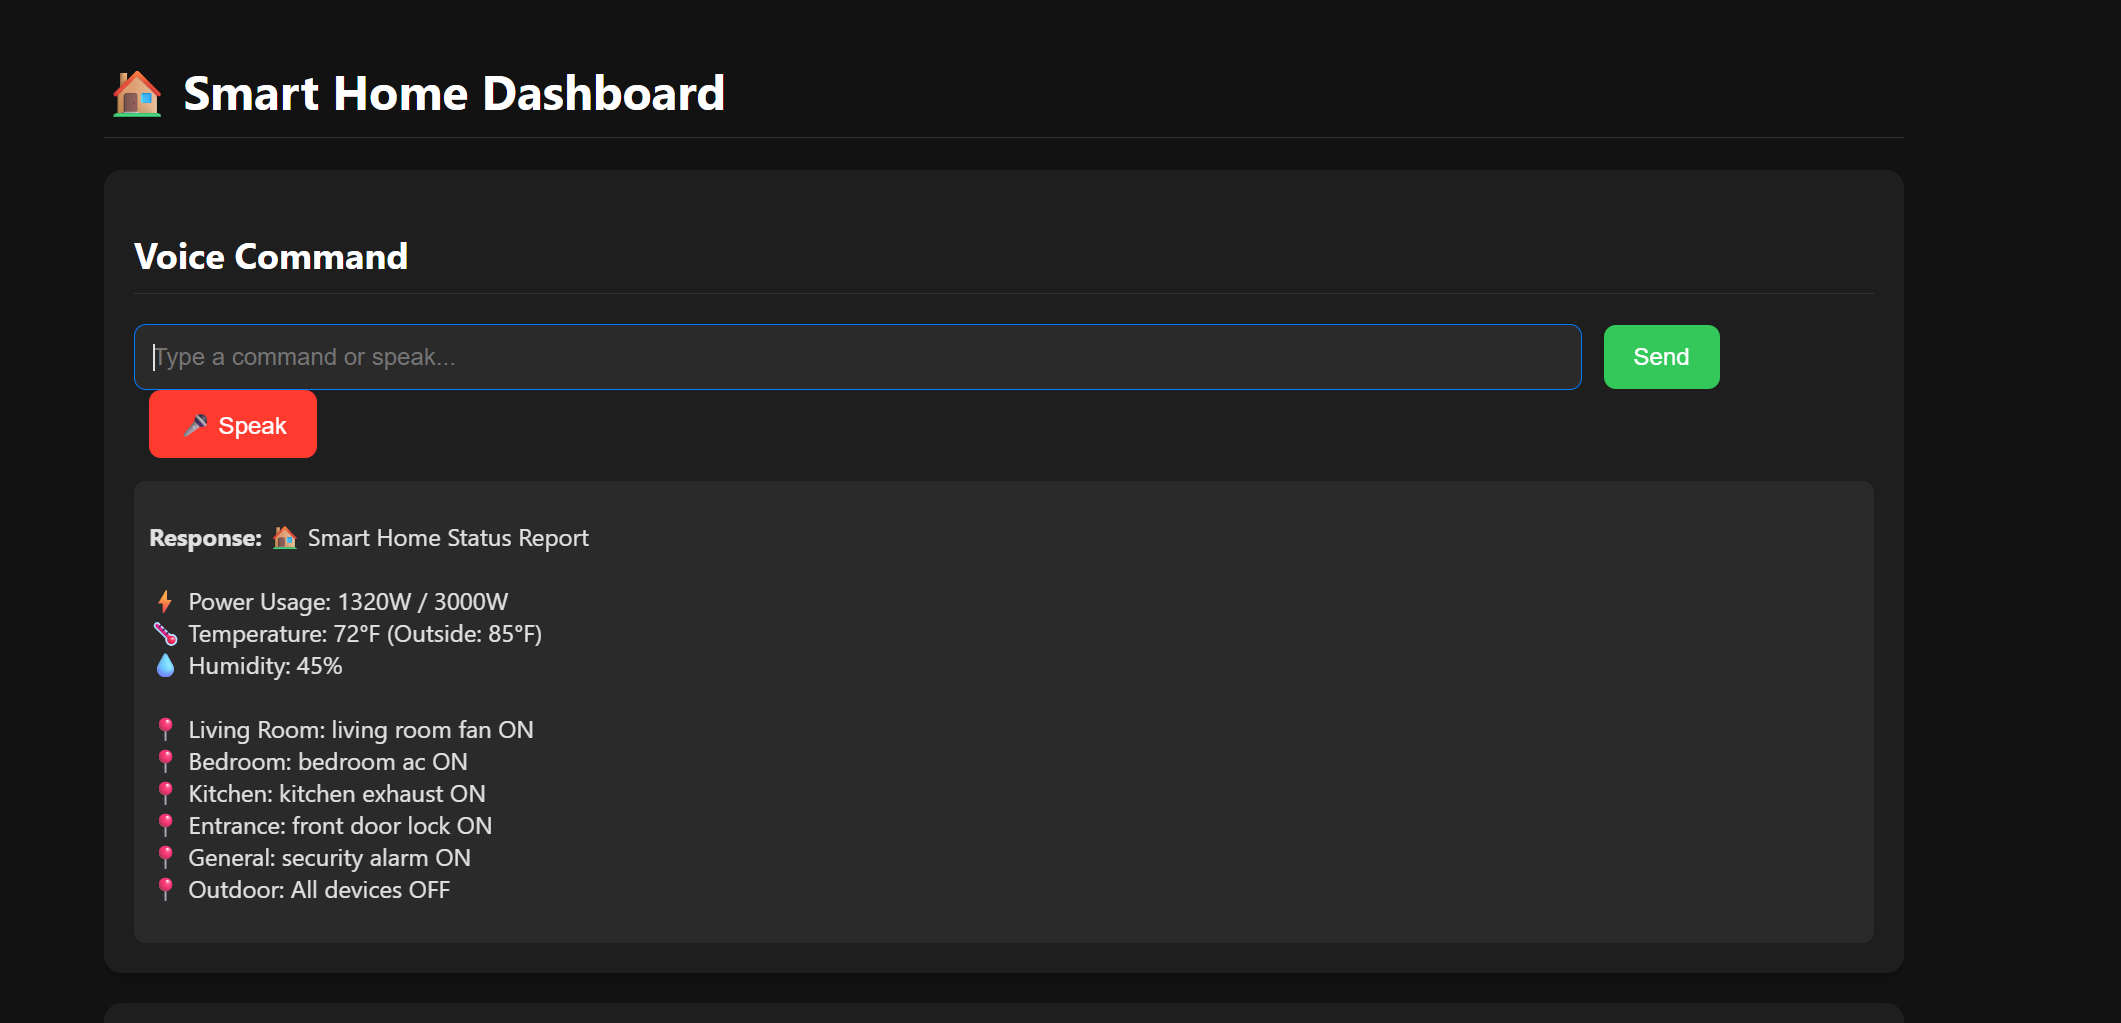 🏠 Smart Home Dashboard
Voice Command
Type a command or speak...
Send
🎤 Speak
Response: 🏠 Smart Home Status Report
⚡ Power Usage: 1320W / 3000W
🌡️ Temperature: 72°F (Outside: 85°F)
💧 Humidity: 45%
📍 Living Room: living room fan ON
📍 Bedroom: bedroom ac ON
📍 Kitchen: kitchen exhaust ON
📍 Entrance: front door lock ON
📍 General: security alarm ON
📍 Outdoor: All devices OFF